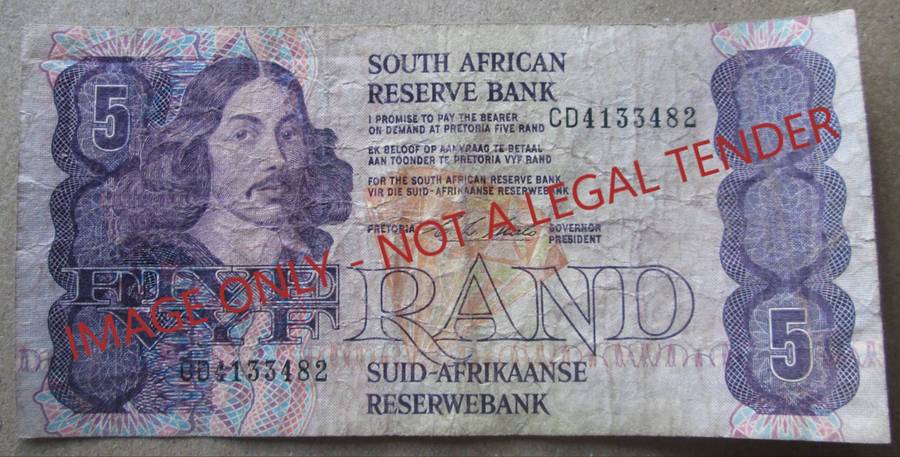 5
SOUTH AFRICAN
RESERVE BANK
I PROMISE TO PAY THE BEARER
ON DEMAND AT PRETORIA FIVE RAND
CD4133482
EK BELOOF OP AANVRAAG TE BETAAL
AAN TOONDER TE PRETORIA VYF RAND
FOR THE SOUTH AFRICAN RESERVE BANK
VIR DIE SUID-AFRIKAANSE RESERWEBANK
PRETORIA
GOVERNOR
PRESIDENT
IMAGE ONLY - NOT A LEGAL TENDER
FIVE
VYF
RAND
CD4133482
SUID-AFRIKAANSE
RESERWEBANK
5